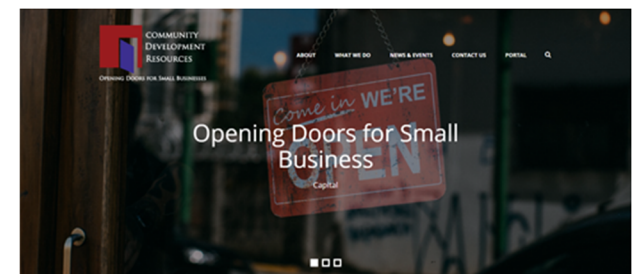 COMMUNITY
DEVELOPMENT
RESOURCES
OPENING DOORS FOR SMALL BUSINESSES
ABOUT
WHAT WE DO
NEWS & EVENTS
CONTACT US
PORTAL
Come in WE'RE
OPEN
Opening Doors for Small
Business
Capital